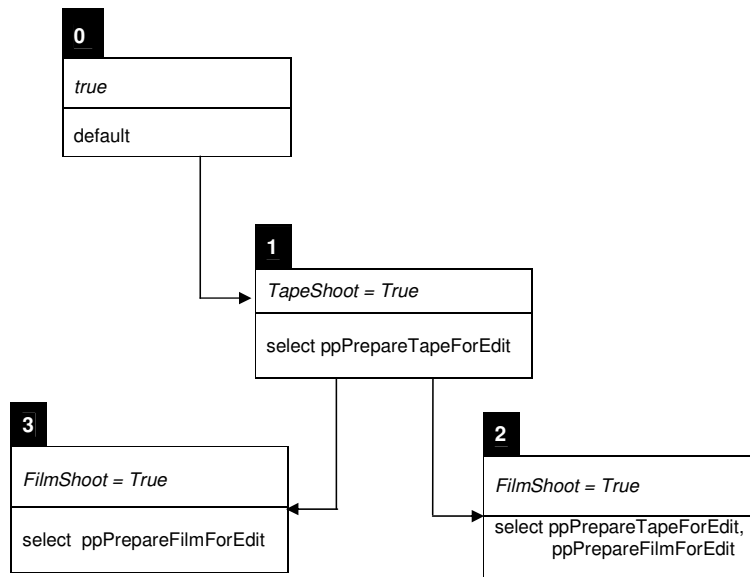 0
true
default
1
TapeShoot = True
select ppPrepareTapeForEdit
3
FilmShoot = True
select ppPrepareFilmForEdit
2
FilmShoot = True
select ppPrepareTapeForEdit,
ppPrepareFilmForEdit